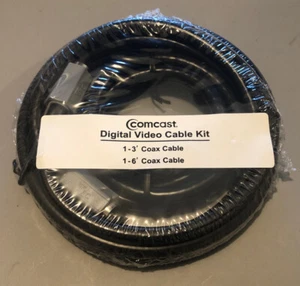 Comcast.
Digital Video Cable Kit
1-3' Coax Cable
1-6' Coax Cable